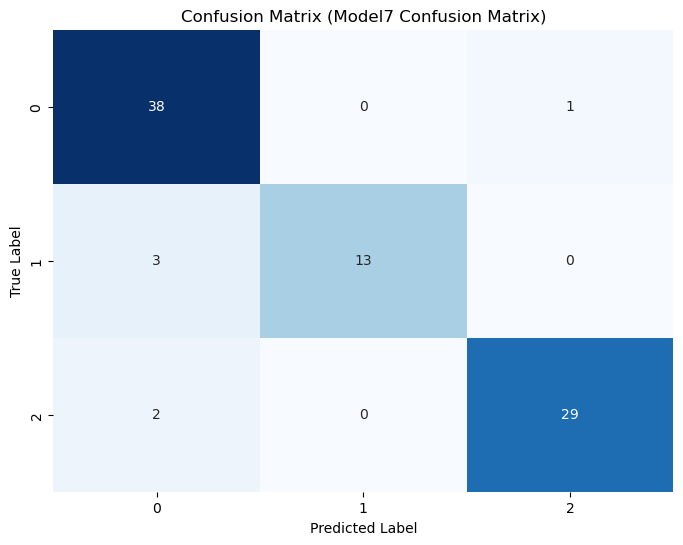 Confusion Matrix (Model7 Confusion Matrix)
0 38 0 1
1 3 13 0
2 2 0 29
0 1 2
True Label
Predicted Label